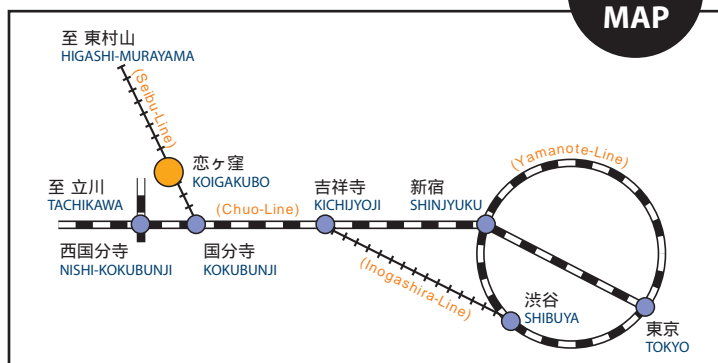 MAP
至 東村山
HIGASHI-MURAYAMA
(Seibu-Line)
恋ヶ窪
KOIGAKUBO
至 立川
TACHIKAWA
(Chuo-Line)
吉祥寺
KICHIJYOJI
新宿
SHINJYUKU
(Yamanote-Line)
西国分寺
NISHI-KOKUBUNJI
国分寺
KOKUBUNJI
(Inogashira-Line)
渋谷
SHIBUYA
東京
TOKYO